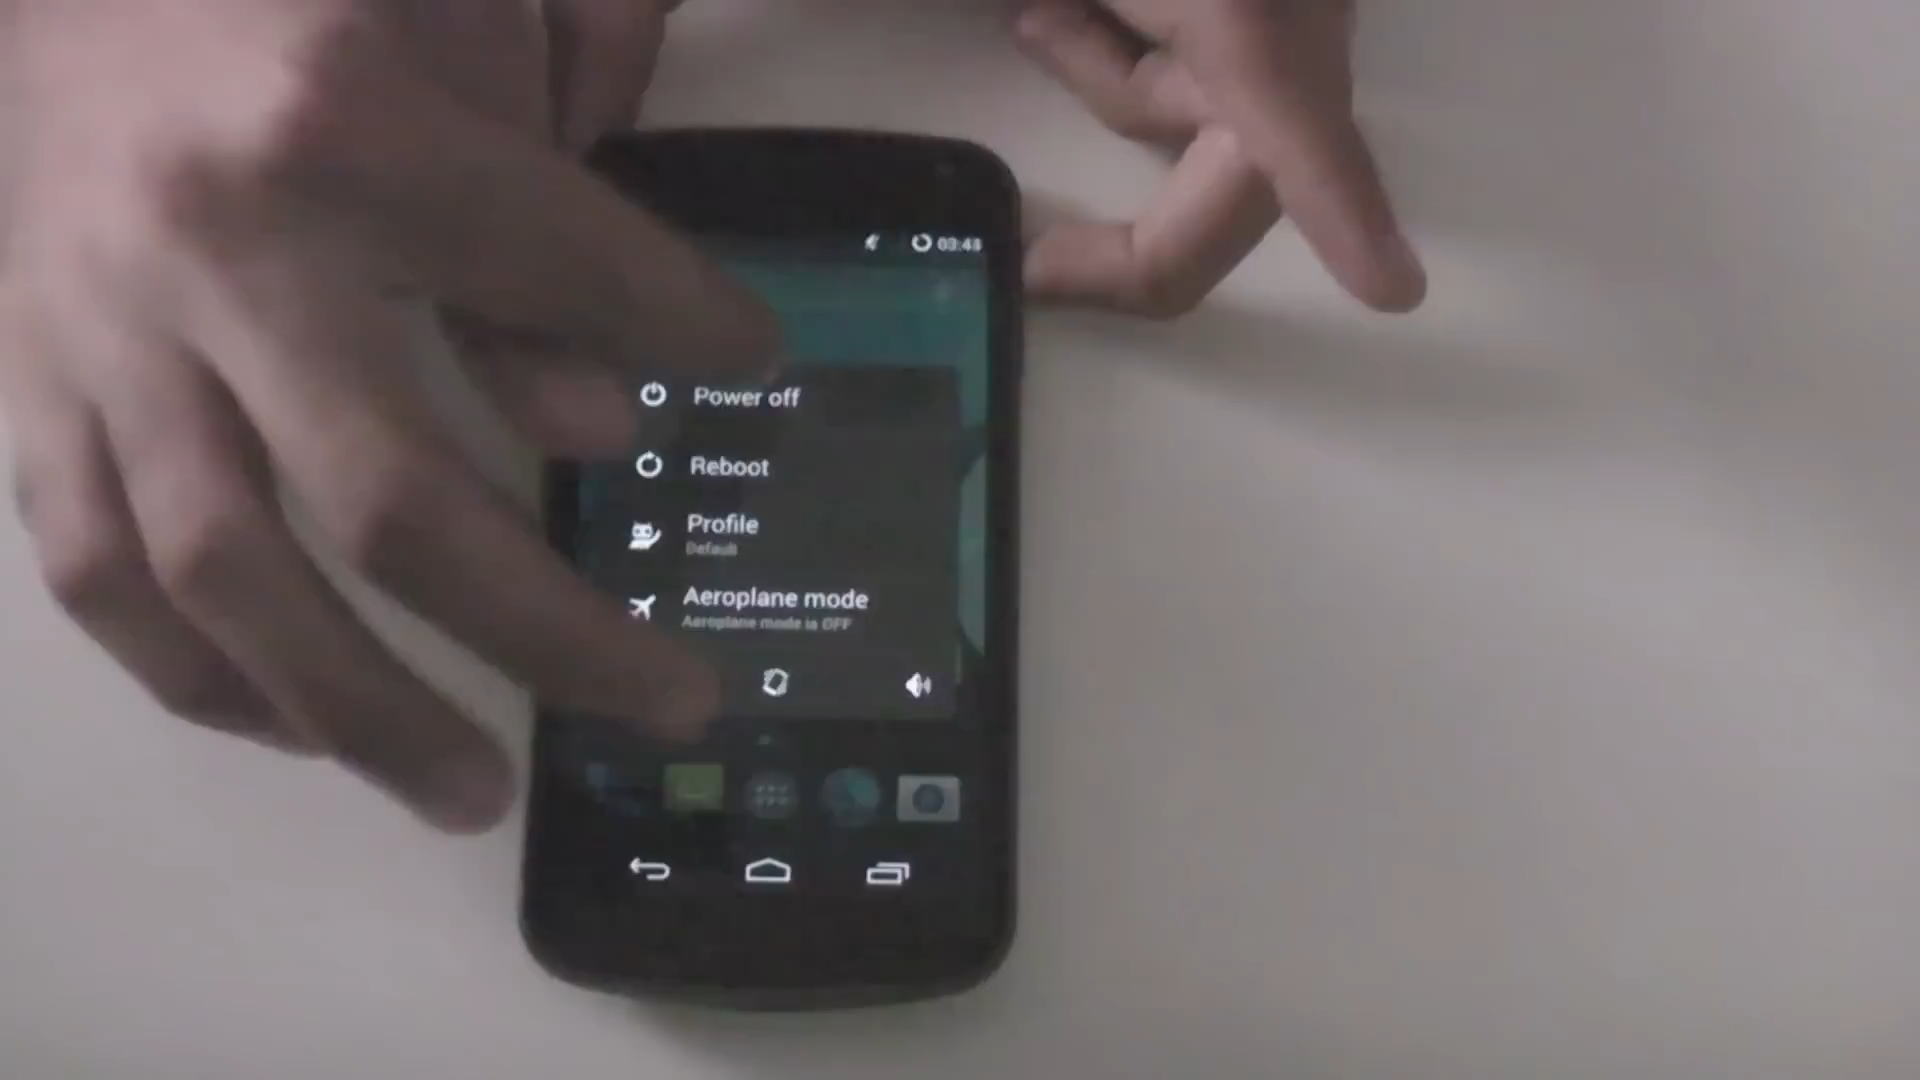 03:43
Power off
Reboot
Profile
Default
Aeroplane mode
Aeroplane mode is OFF